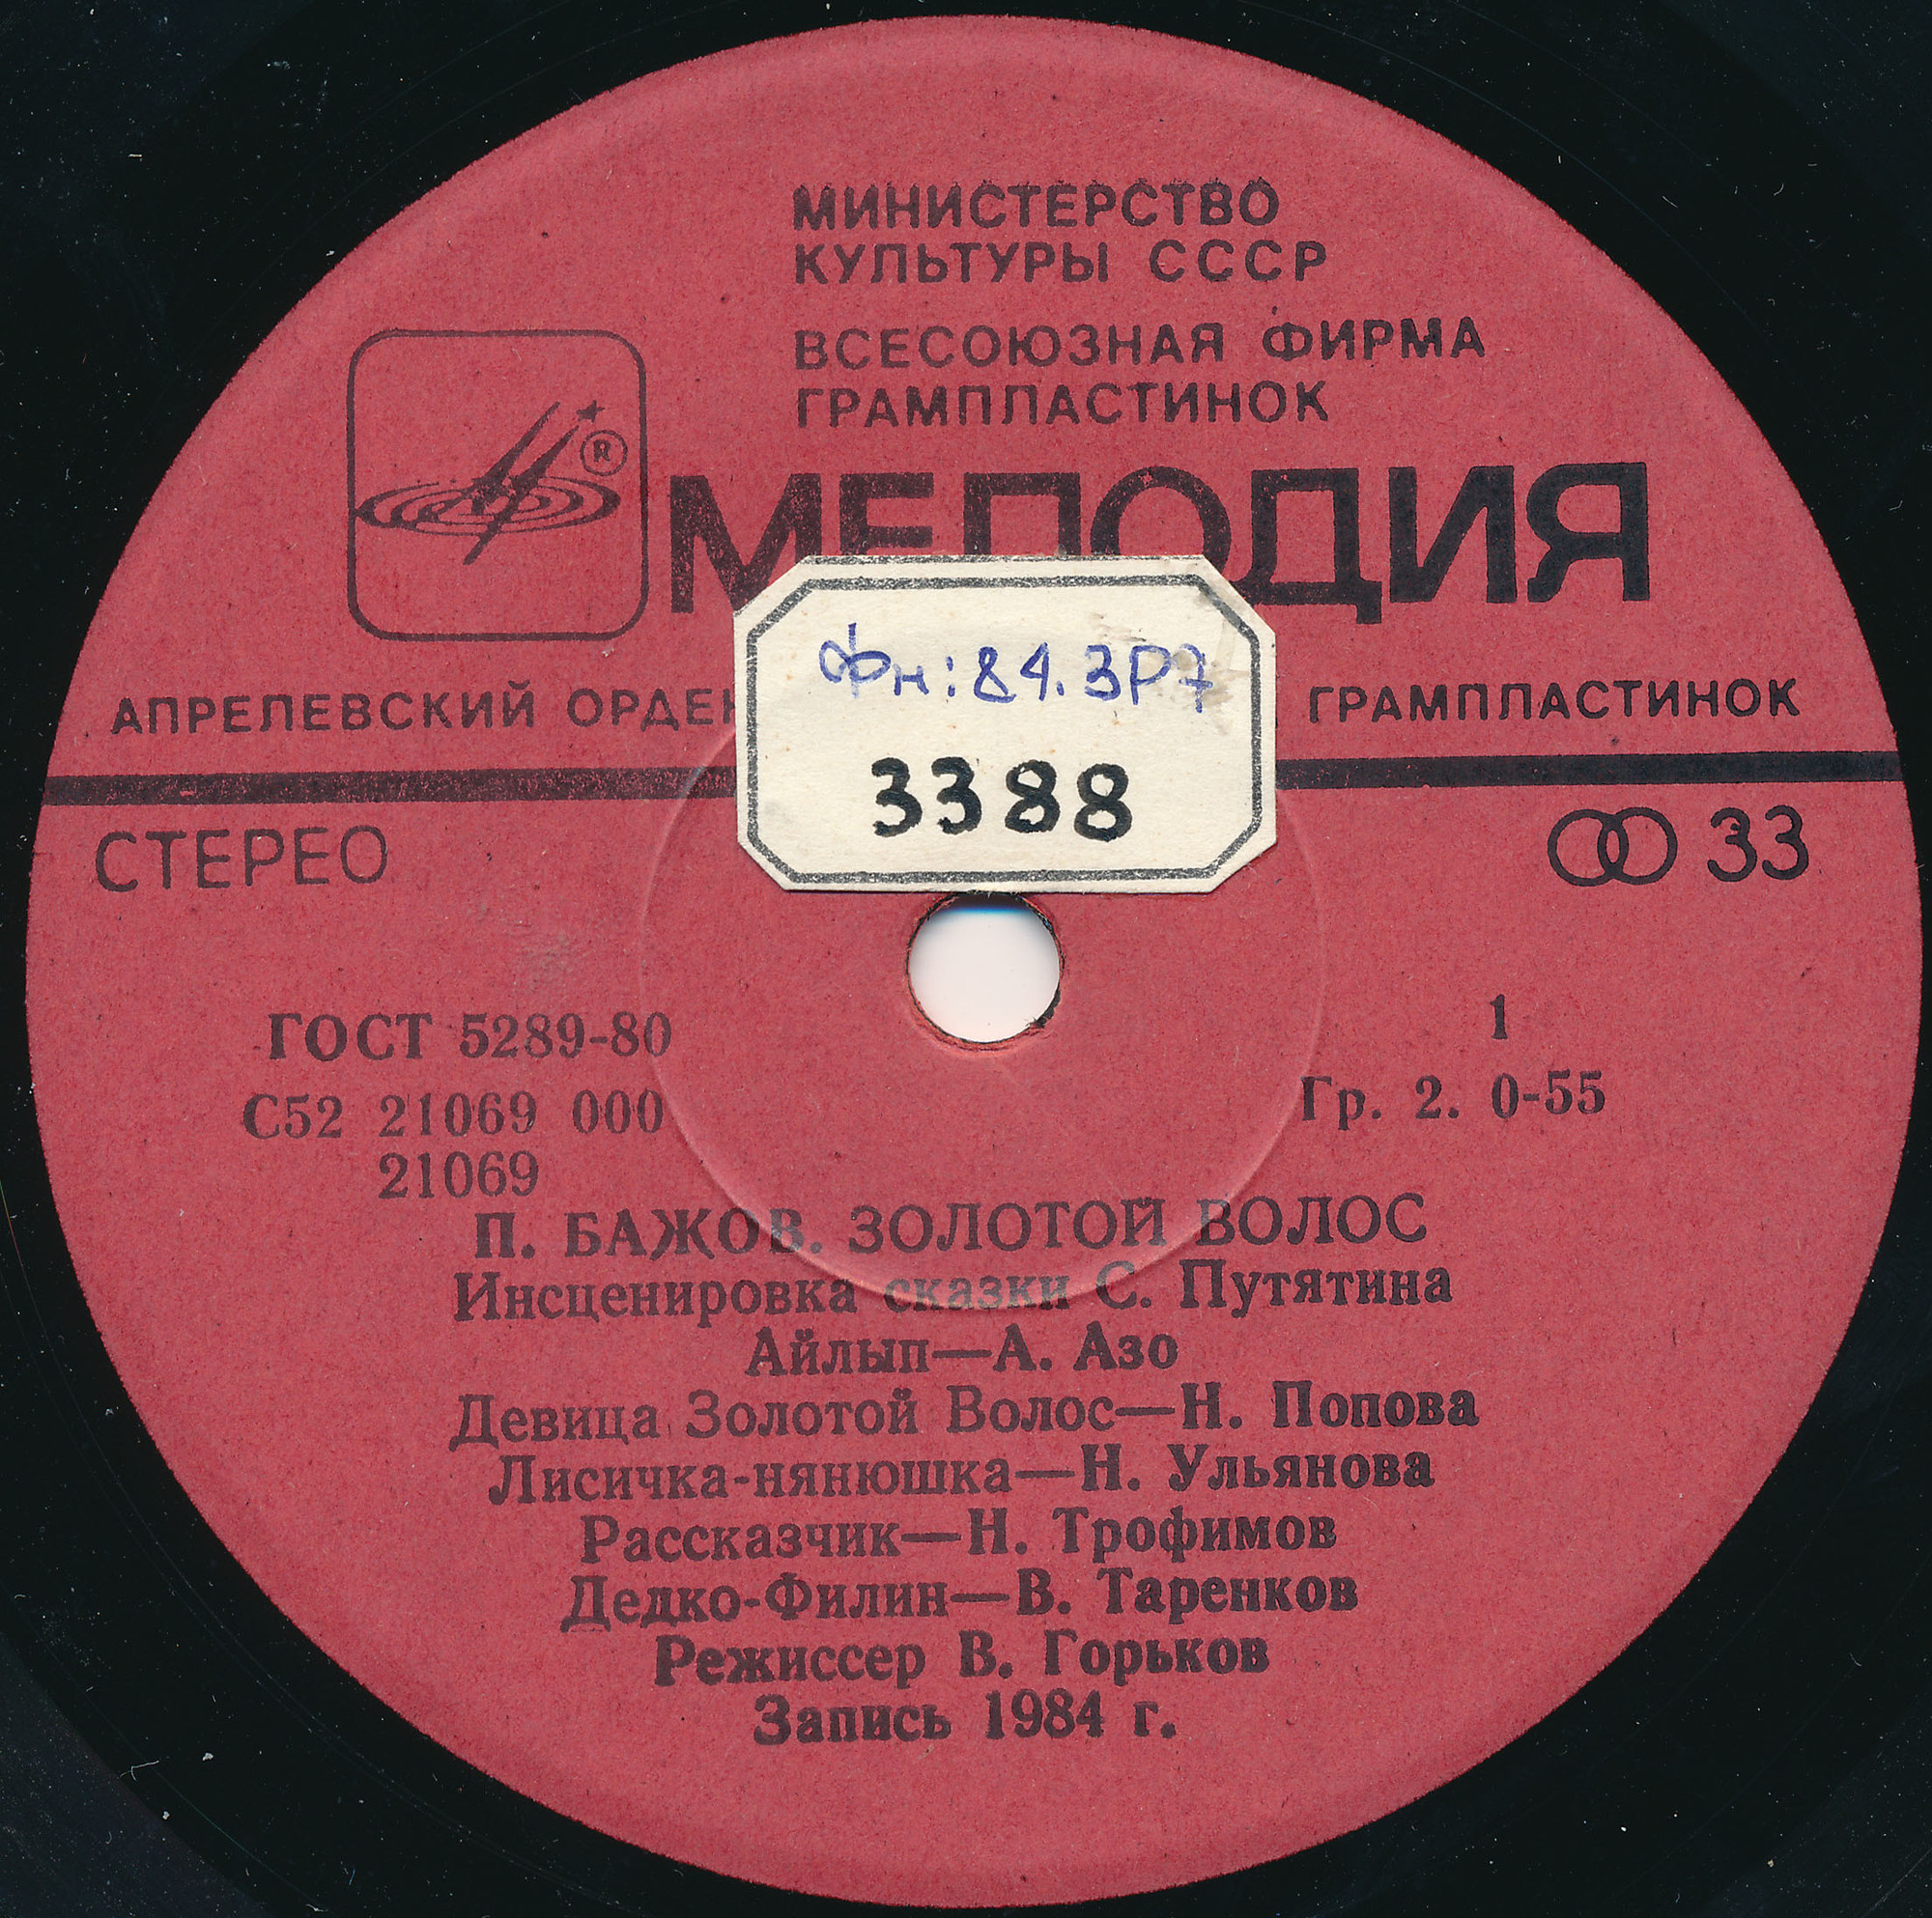 МИНИСТЕРСТВО
КУЛЬТУРЫ СССР
ВСЕСОЮЗНАЯ ФИРМА
ГРАМПЛАСТИНОК
®
МЕЛОДИЯ
АПРЕЛЕВСКИЙ ГРАМПЛАСТИНОК
фн: 84.3Р7
3388
СТЕРЕО
33
ГОСТ 5289-80
1
С52 21069 000
Гр. 2. 0-55
21069
П. БАЖОВ. ЗОЛОТОЙ ВОЛОС
Инсценировка сказки С. Путятина
Айлып—А. Азо
Девица Золотой Волос—Н. Попова
Лисичка-нянюшка—Н. Ульянова
Рассказчик—Н. Трофимов
Дедко-Филин—В. Таренков
Режиссер В. Горьков
Запись 1984 г.